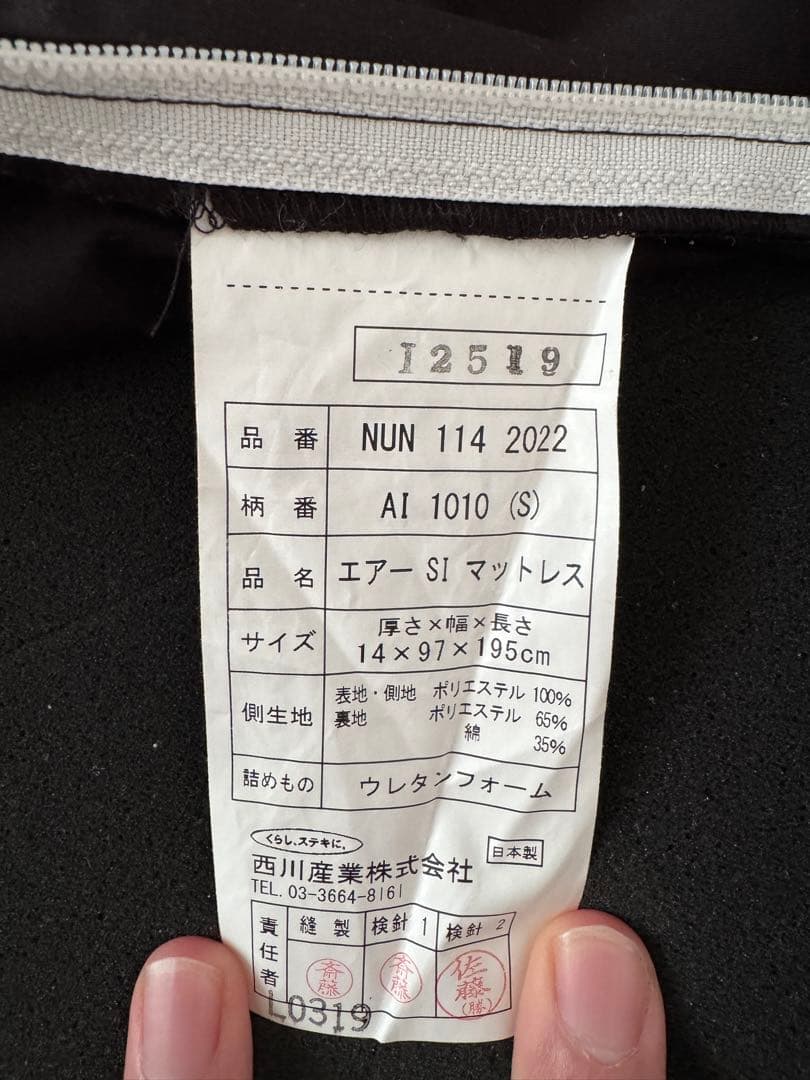 I2519
品番 NUN 114 2022
柄番 AI 1010 (S)
品名 エアー SI マットレス
サイズ 厚さ×幅×長さ
14×97×195cm
側生地 表地・側地 ポリエステル 100%
裏地 ポリエステル 65%
綿 35%
詰めもの ウレタンフォーム
くらし、ステキに。
日本製
西川産業株式会社
TEL. 03-3664-8161
責任者 縫製 検針1 検針2
斎藤 斎藤 佐藤(勝)
L0319